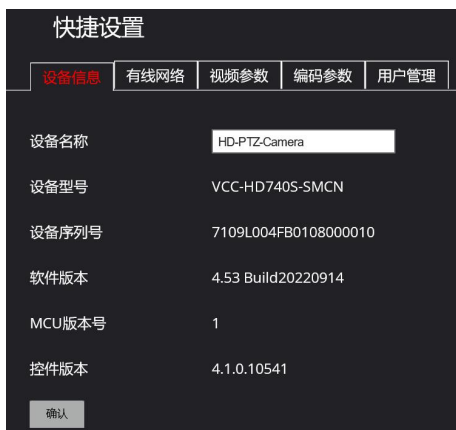 快捷设置
设备信息 有线网络 视频参数 编码参数 用户管理
设备名称 HD-PTZ-Camera
设备型号 VCC-HD740S-SMCN
设备序列号 7109L004FB0108000010
软件版本 4.53 Build20220914
MCU版本号 1
控件版本 4.1.0.10541
确认